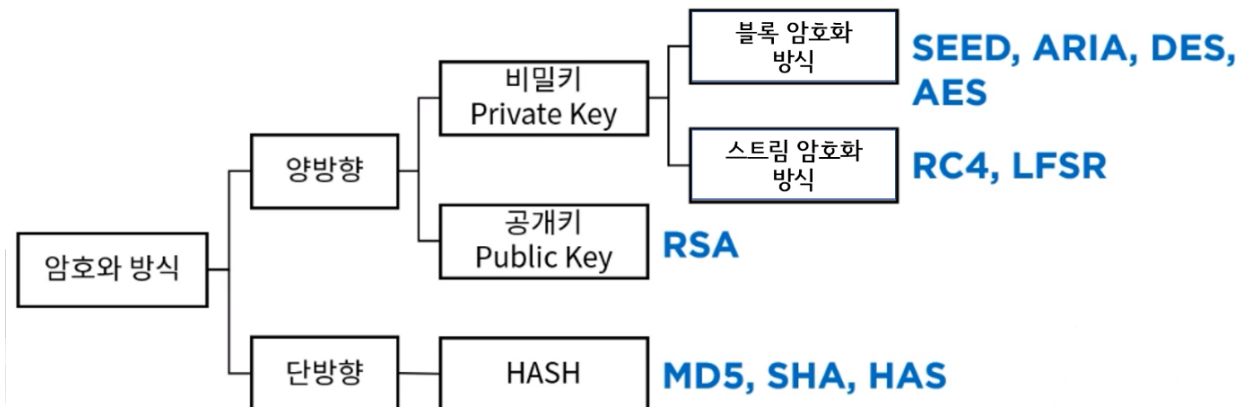 블록 암호화
방식
SEED, ARIA, DES,
AES
비밀키
Private Key
스트림 암호화
방식
RC4, LFSR
양방향
공개키
Public Key
RSA
암호와 방식
단방향
HASH
MD5, SHA, HAS